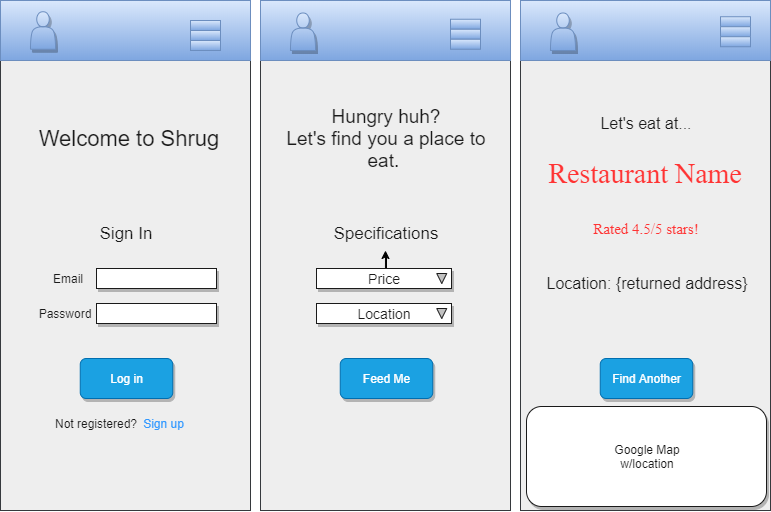 Welcome to Shrug
Sign In
Email
Password
Log in
Not registered? Sign up
Hungry huh?
Let's find you a place to
eat.
Specifications
Price
Location
Feed Me
Let's eat at...
Restaurant Name
Rated 4.5/5 stars!
Location: {returned address}
Find Another
Google Map
w/location